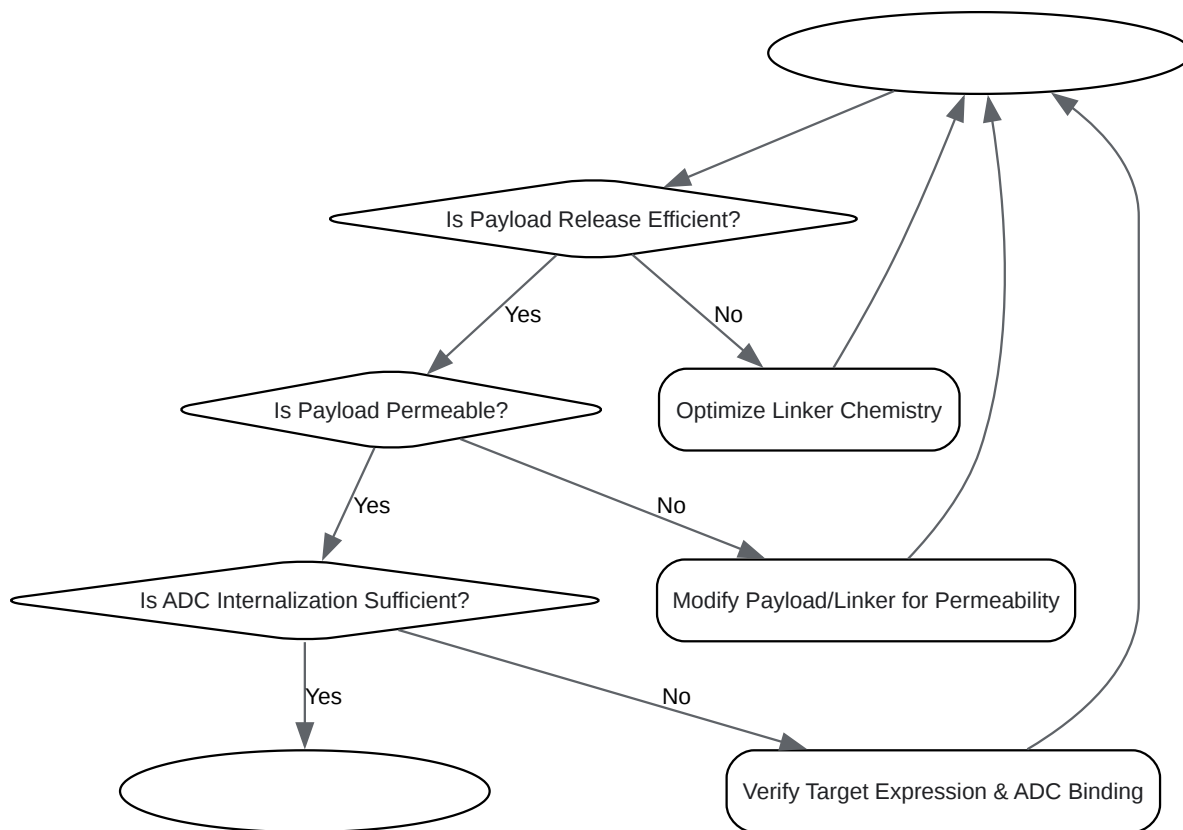 Is Payload Release Efficient?
Yes
No
Is Payload Permeable?
Optimize Linker Chemistry
Yes
No
Is ADC Internalization Sufficient?
Modify Payload/Linker for Permeability
Yes
No
Verify Target Expression & ADC Binding